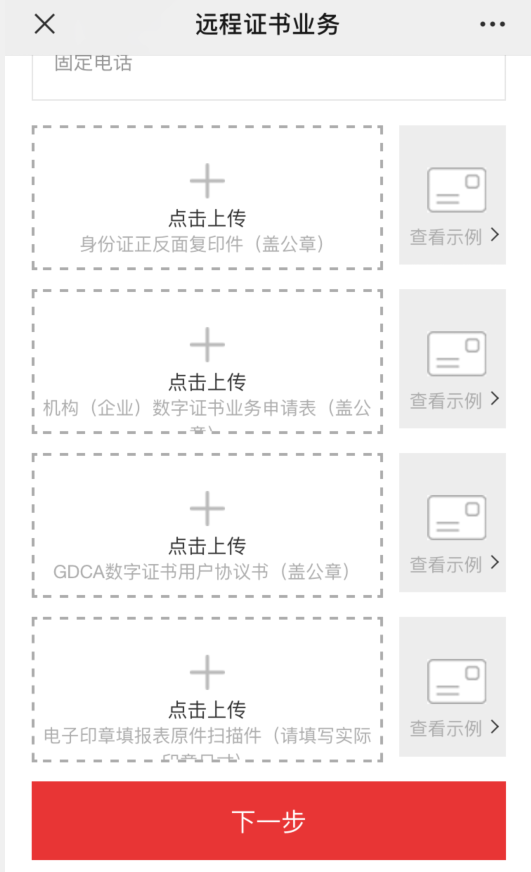 远程证书业务
固定电话
点击上传
身份证正反面复印件（盖公章）
查看示例
点击上传
机构（企业）数字证书业务申请表（盖公
章）
查看示例
点击上传
GDCA数字证书用户协议书（盖公章）
查看示例
点击上传
电子印章填报表原件扫描件（请填写实际
印章尺寸）
查看示例
下一步